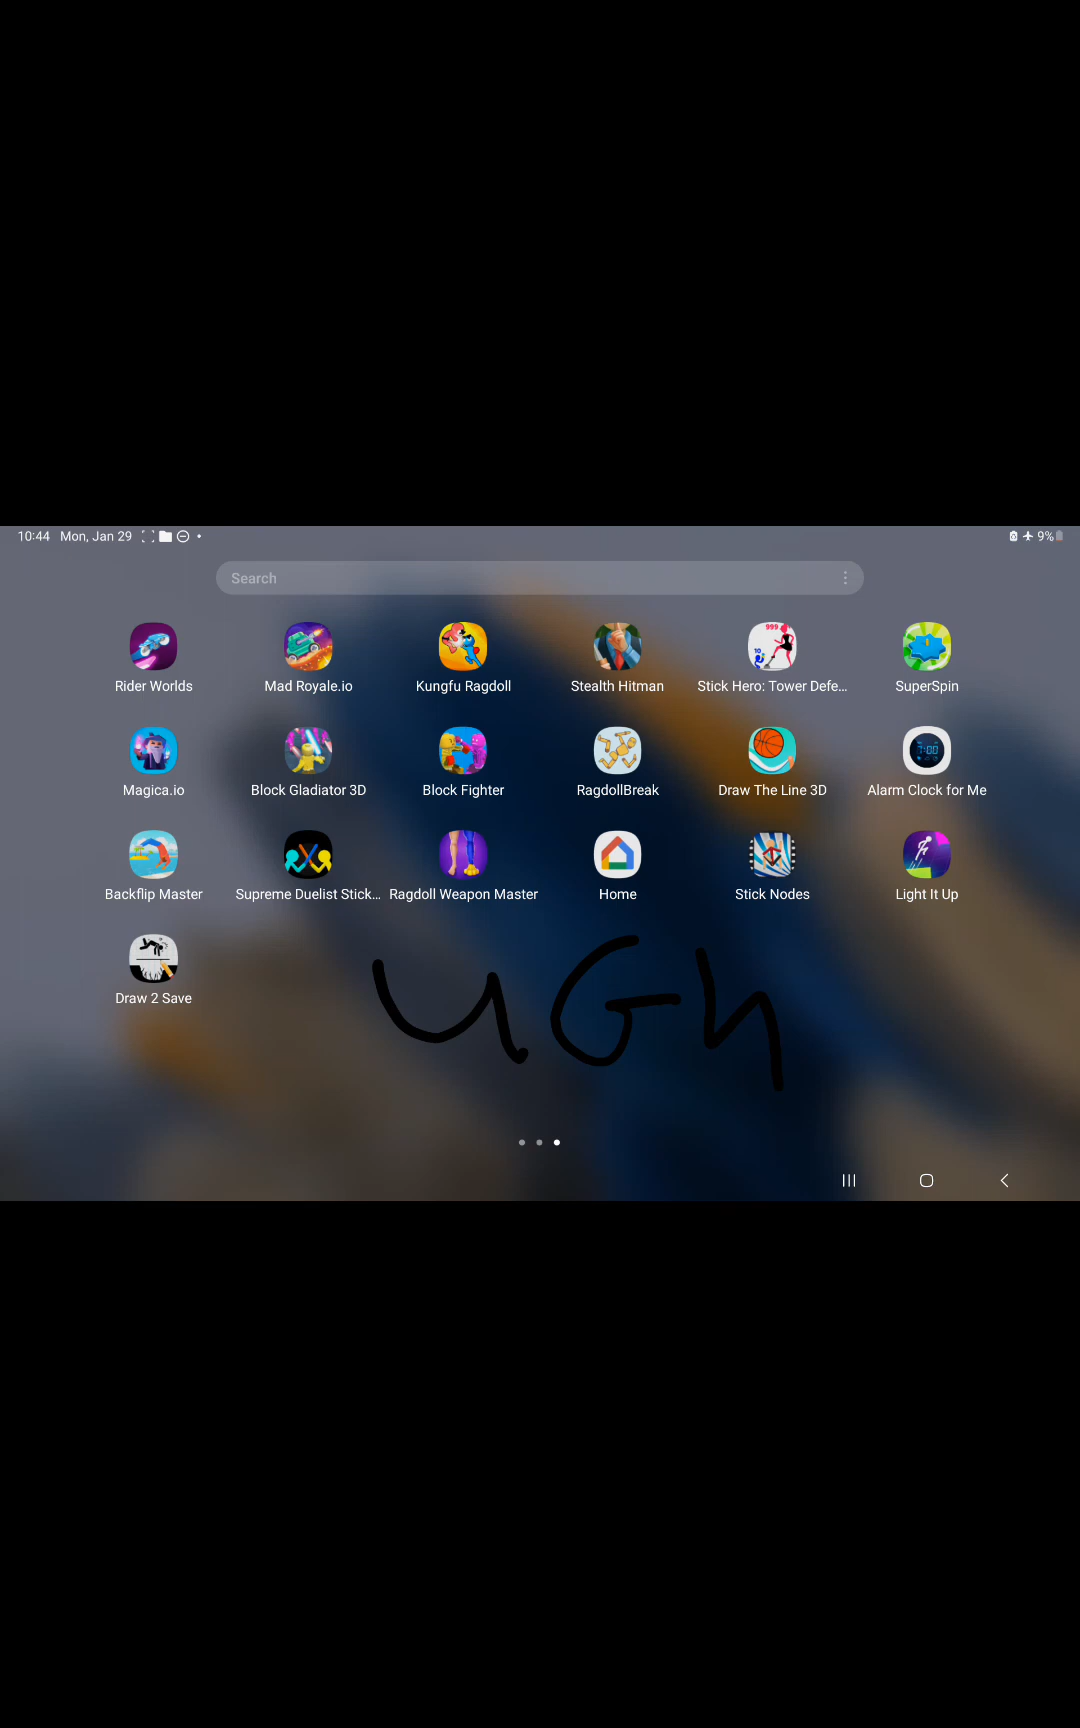 10:44 Mon, Jan 29 9%
Search
Rider Worlds Mad Royale.io Kungfu Ragdoll Stealth Hitman Stick Hero: Tower Defe... SuperSpin
Magica.io Block Gladiator 3D Block Fighter RagdollBreak Draw The Line 3D Alarm Clock for Me
Backflip Master Supreme Duelist Stick... Ragdoll Weapon Master Home Stick Nodes Light It Up
Draw 2 Save
UGh